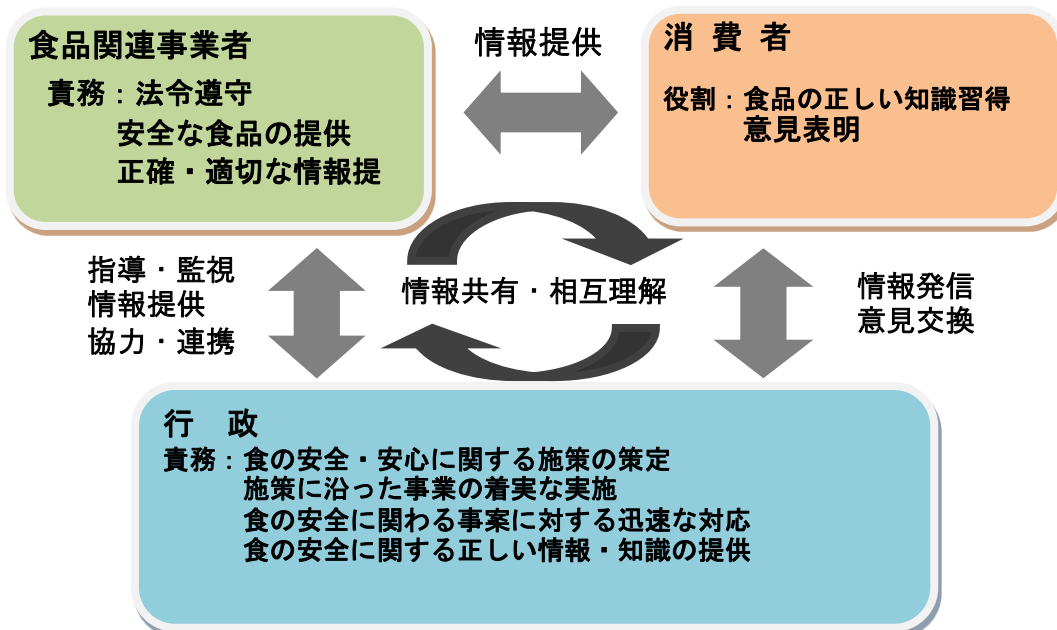 食品関連事業者
責務：法令遵守
安全な食品の提供
正確・適切な情報提
情報提供
消 費 者
役割：食品の正しい知識習得
意見表明
指導・監視
情報提供
協力・連携
情報共有・相互理解
情報発信
意見交換
行　政
責務：食の安全・安心に関する施策の策定
施策に沿った事業の着実な実施
食の安全に関わる事案に対する迅速な対応
食の安全に関する正しい情報・知識の提供